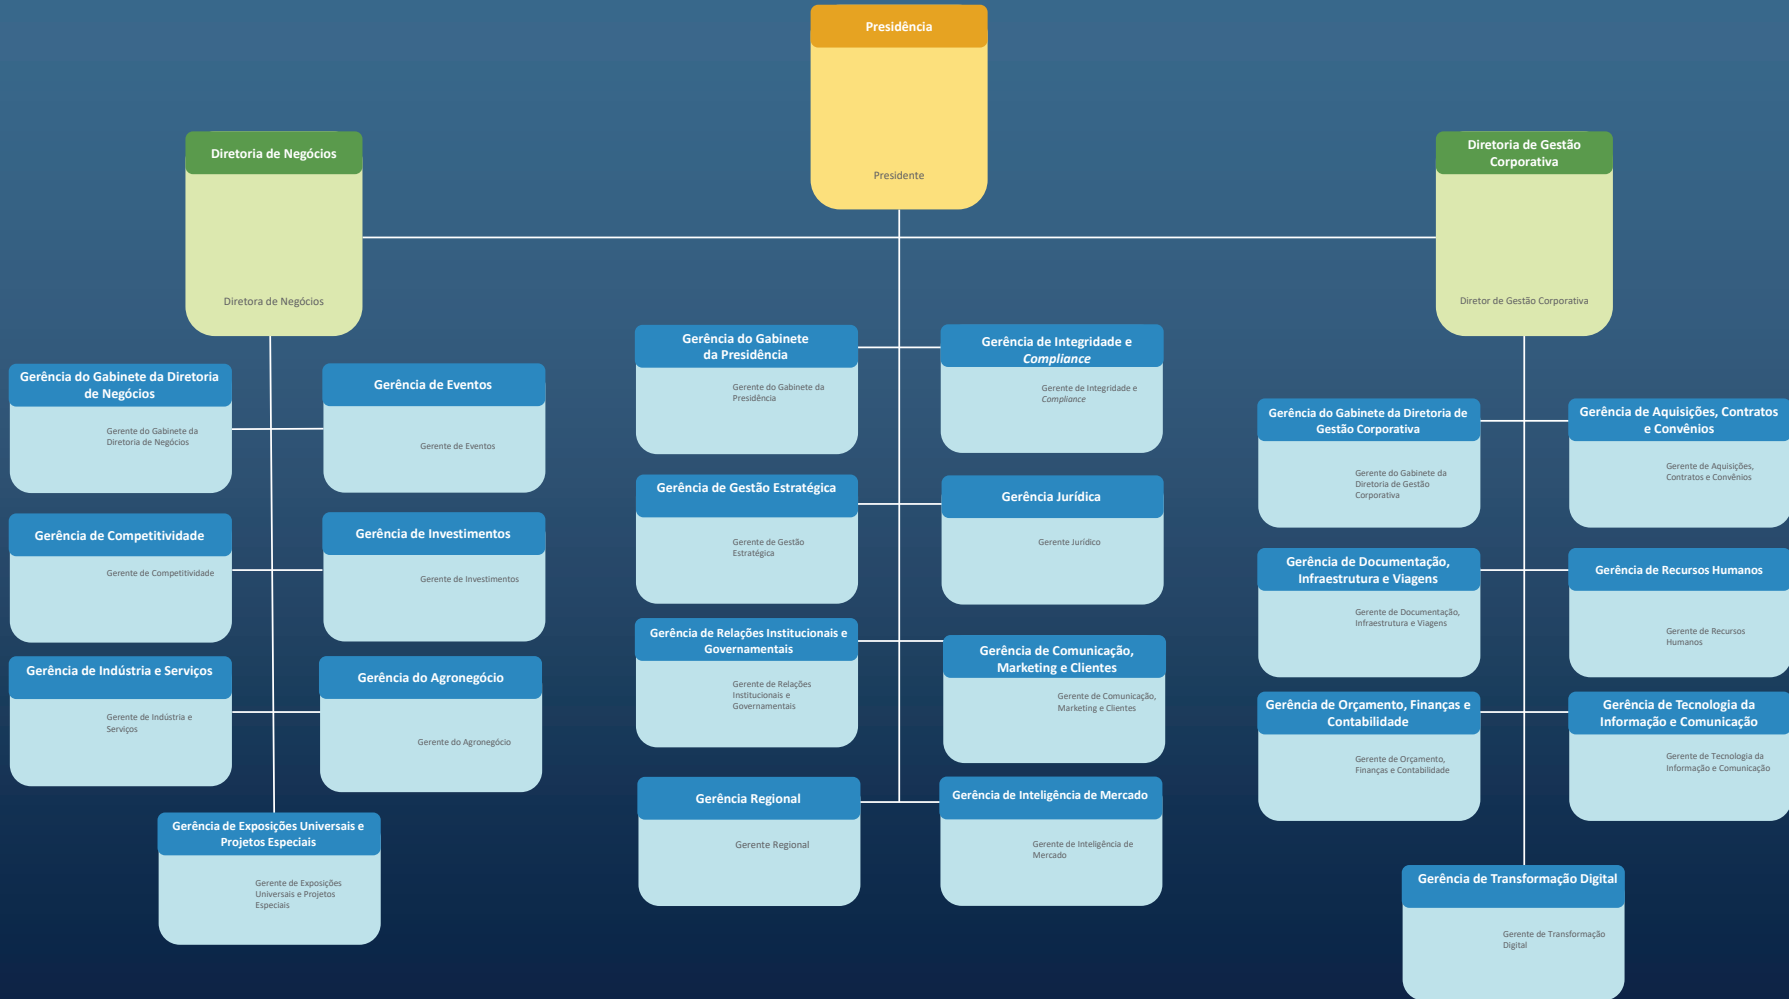 Presidência
Presidente
Diretoria de Negócios
Diretora de Negócios
Diretoria de Gestão
Corporativa
Diretor de Gestão Corporativa
Gerência do Gabinete da Diretoria
de Negócios
Gerente do Gabinete da
Diretoria de Negócios
Gerência de Eventos
Gerente de Eventos
Gerência de Competitividade
Gerente de Competitividade
Gerência de Investimentos
Gerente de Investimentos
Gerência de Indústria e Serviços
Gerente de Indústria e
Serviços
Gerência do Agronegócio
Gerente do Agronegócio
Gerência de Exposições Universais e
Projetos Especiais
Gerente de Exposições
Universais e Projetos
Especiais
Gerência do Gabinete
da Presidência
Gerente do Gabinete da
Presidência
Gerência de Integridade e
Compliance
Gerente de Integridade e
Compliance
Gerência de Gestão Estratégica
Gerente de Gestão
Estratégica
Gerência Jurídica
Gerente Jurídico
Gerência de Relações Institucionais e
Governamentais
Gerente de Relações
Institucionais e
Governamentais
Gerência de Comunicação,
Marketing e Clientes
Gerente de Comunicação,
Marketing e Clientes
Gerência Regional
Gerente Regional
Gerência de Inteligência de Mercado
Gerente de Inteligência de
Mercado
Gerência do Gabinete da Diretoria de
Gestão Corporativa
Gerente do Gabinete da
Diretoria de Gestão
Corporativa
Gerência de Aquisições, Contratos
e Convênios
Gerente de Aquisições,
Contratos e Convênios
Gerência de Documentação,
Infraestrutura e Viagens
Gerente de Documentação,
Infraestrutura e Viagens
Gerência de Recursos Humanos
Gerente de Recursos
Humanos
Gerência de Orçamento, Finanças e
Contabilidade
Gerente de Orçamento,
Finanças e Contabilidade
Gerência de Tecnologia da
Informação e Comunicação
Gerente de Tecnologia da
Informação e Comunicação
Gerência de Transformação Digital
Gerente de Transformação
Digital